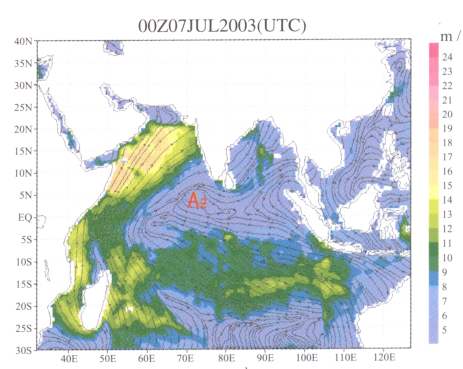 00Z07JUL2003(UTC)
m /
40N
35N
30N
25N
20N
15N
10N
5N
EQ
5S
10S
15S
20S
25S
30S
A2
40E 50E 60E 70E 80E 90E 100E 110E 120E
24
23
22
21
20
19
18
17
16
15
14
13
12
11
10
9
8
7
6
5